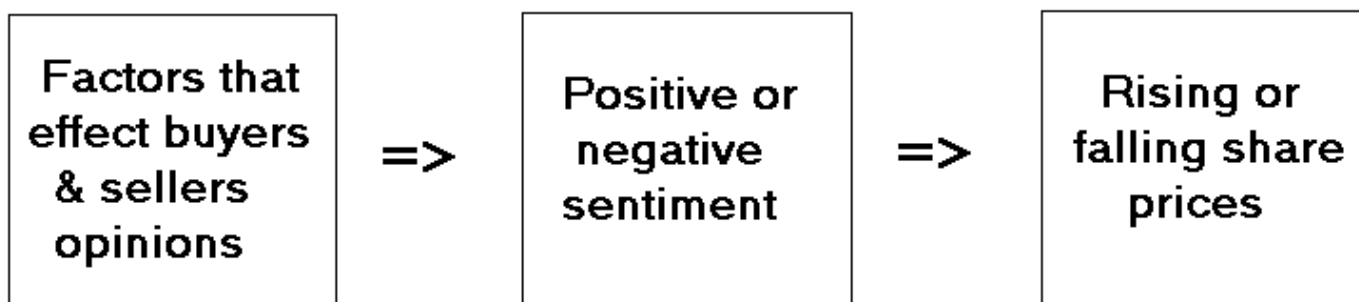 Factors that
effect buyers
& sellers
opinions
=>
Positive or
negative
sentiment
=>
Rising or
falling share
prices